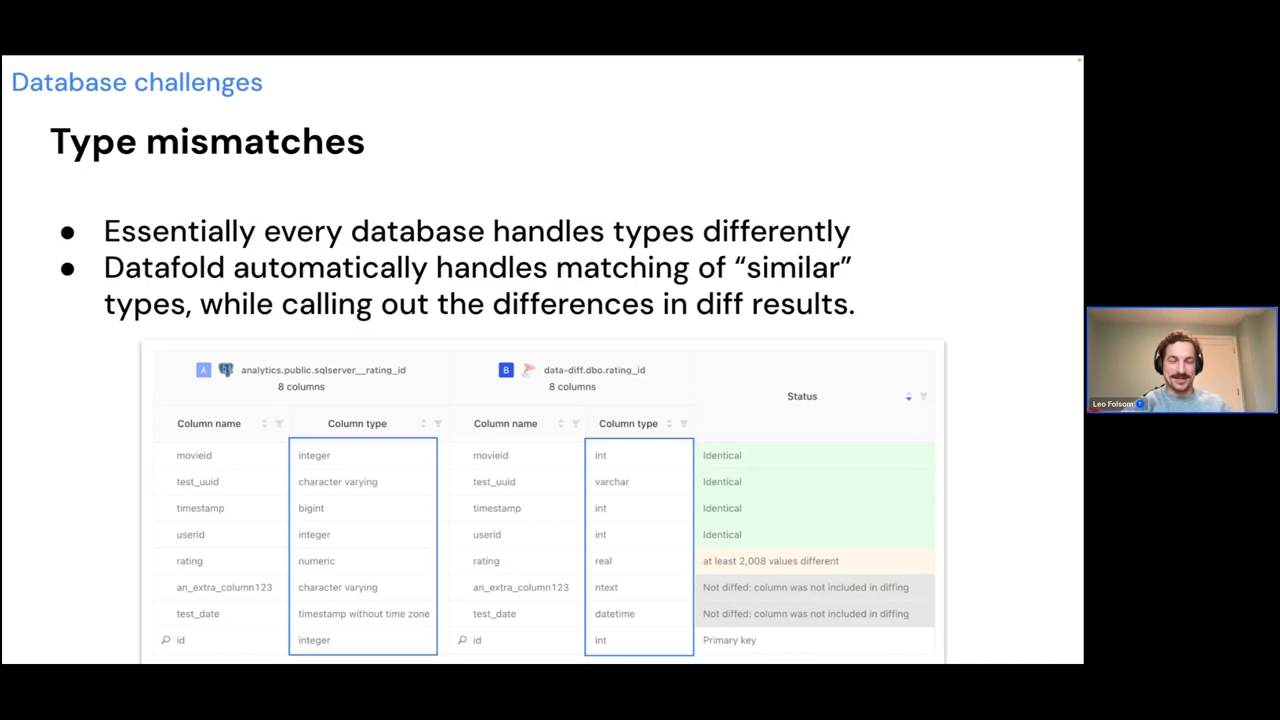 Database challenges
Type mismatches
● Essentially every database handles types differently
● Datafold automatically handles matching of “similar”
types, while calling out the differences in diff results.
A analytics.public.sqlserver__rating_id B data-diff.dbo.rating_id
8 columns 8 columns
Status
Column name Column type Column name Column type
movieid integer movieid int Identical
test_uuid character varying test_uuid varchar Identical
timestamp bigint timestamp int Identical
userid integer userid int Identical
rating numeric rating real at least 2,008 values different
an_extra_column123 character varying an_extra_column123 ntext Not diffed: column was not included in diffing
test_date timestamp without time zone test_date datetime Not diffed: column was not included in diffing
id integer id int Primary key
Leo Folsom